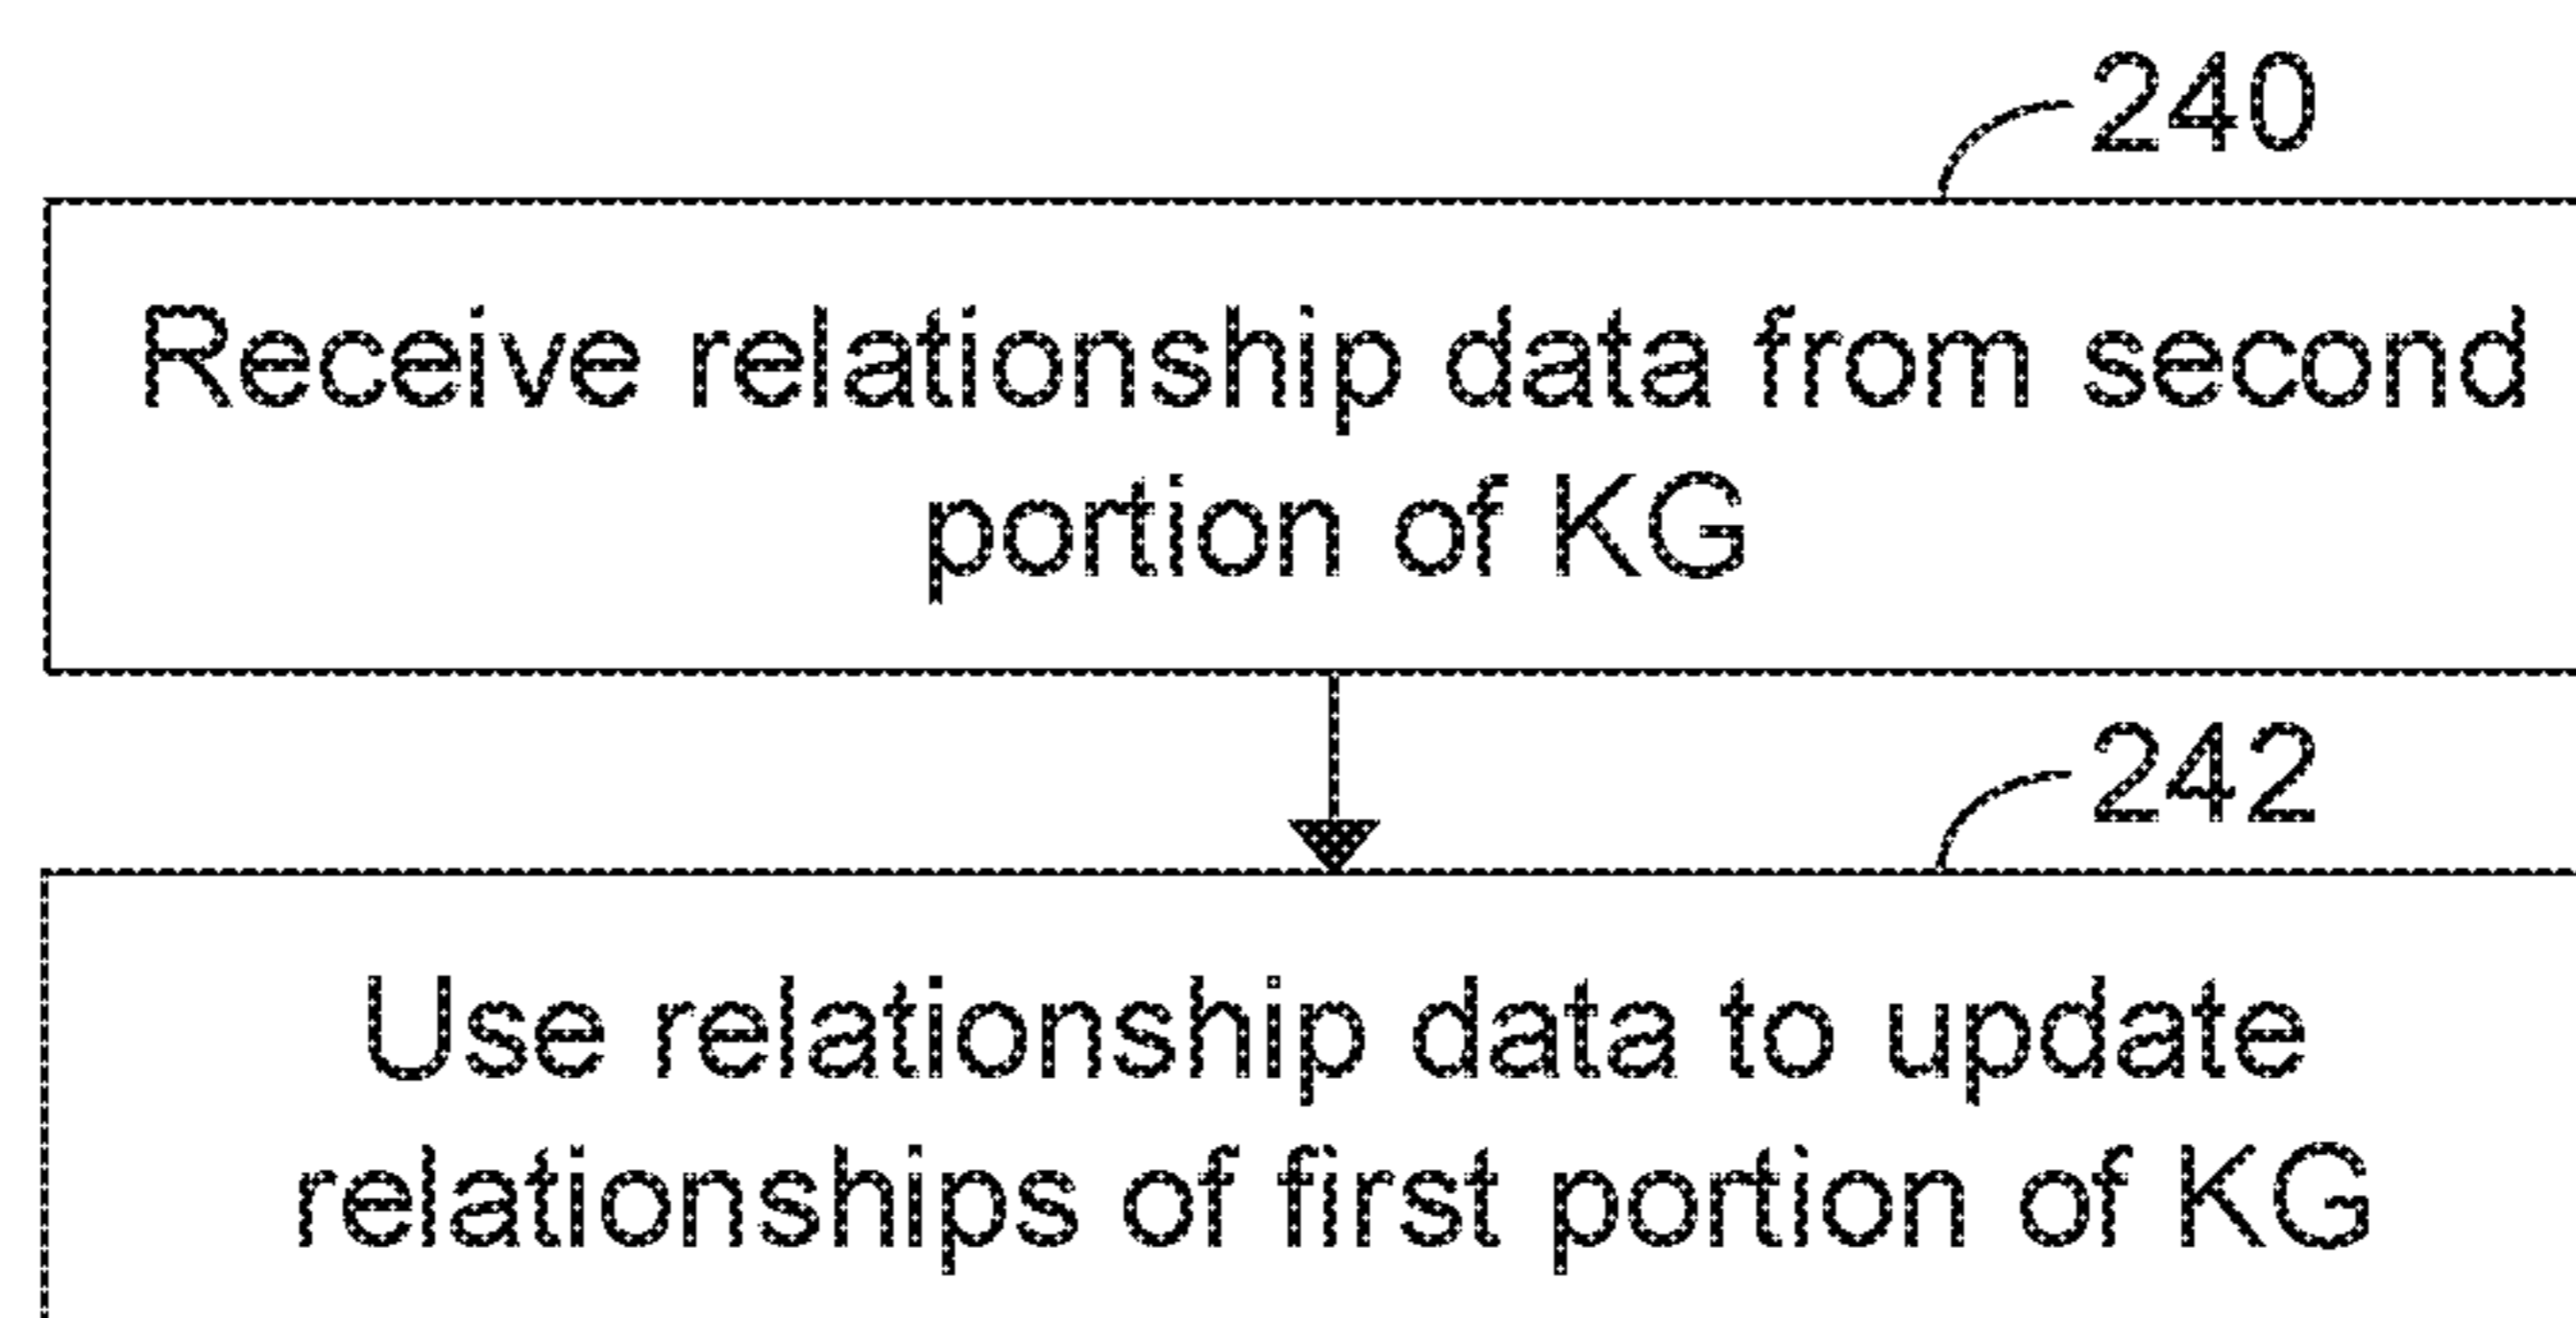 240
Receive relationship data from second
portion of KG
242
Use relationship data to update
relationships of first portion of KG